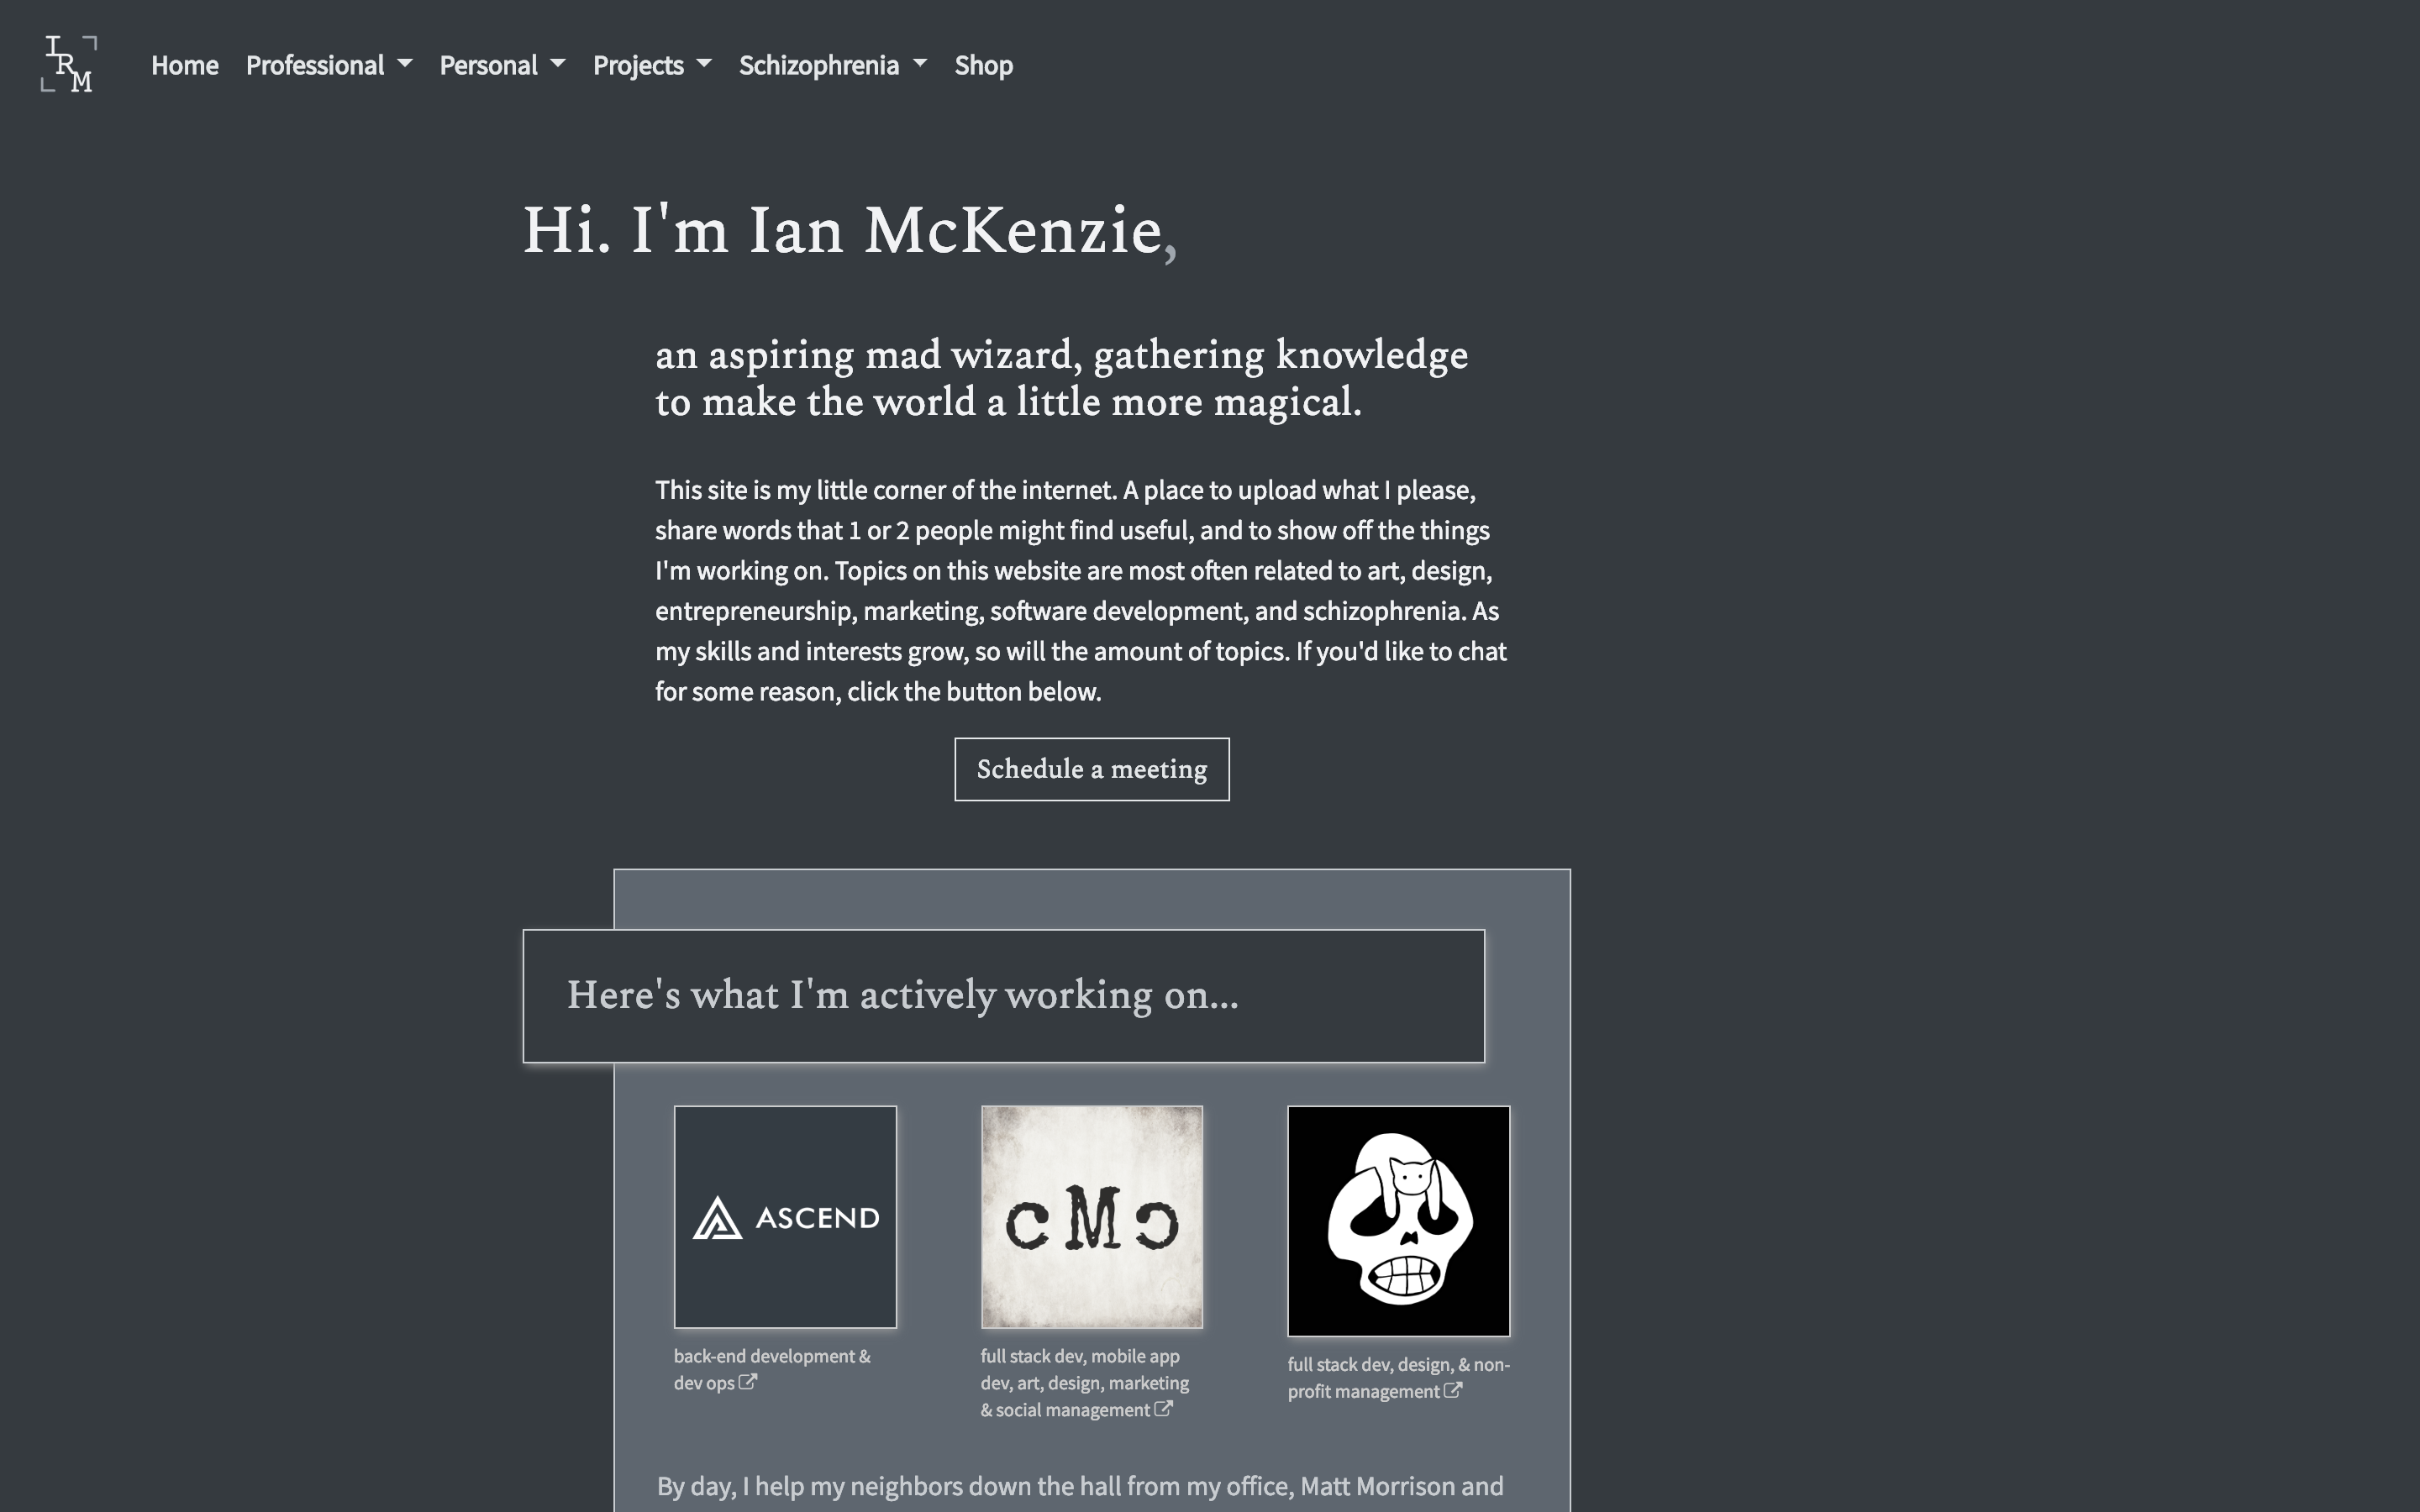 IRM
Home Professional Personal Projects Schizophrenia Shop
Hi. I'm Ian McKenzie,
an aspiring mad wizard, gathering knowledge
to make the world a little more magical.
This site is my little corner of the internet. A place to upload what I please,
share words that 1 or 2 people might find useful, and to show off the things
I'm working on. Topics on this website are most often related to art, design,
entrepreneurship, marketing, software development, and schizophrenia. As
my skills and interests grow, so will the amount of topics. If you'd like to chat
for some reason, click the button below.
Schedule a meeting
Here's what I'm actively working on...
ASCEND
back-end development &
dev ops
cMɔ
full stack dev, mobile app
dev, art, design, marketing
& social management
full stack dev, design, & non-
profit management
By day, I help my neighbors down the hall from my office, Matt Morrison and